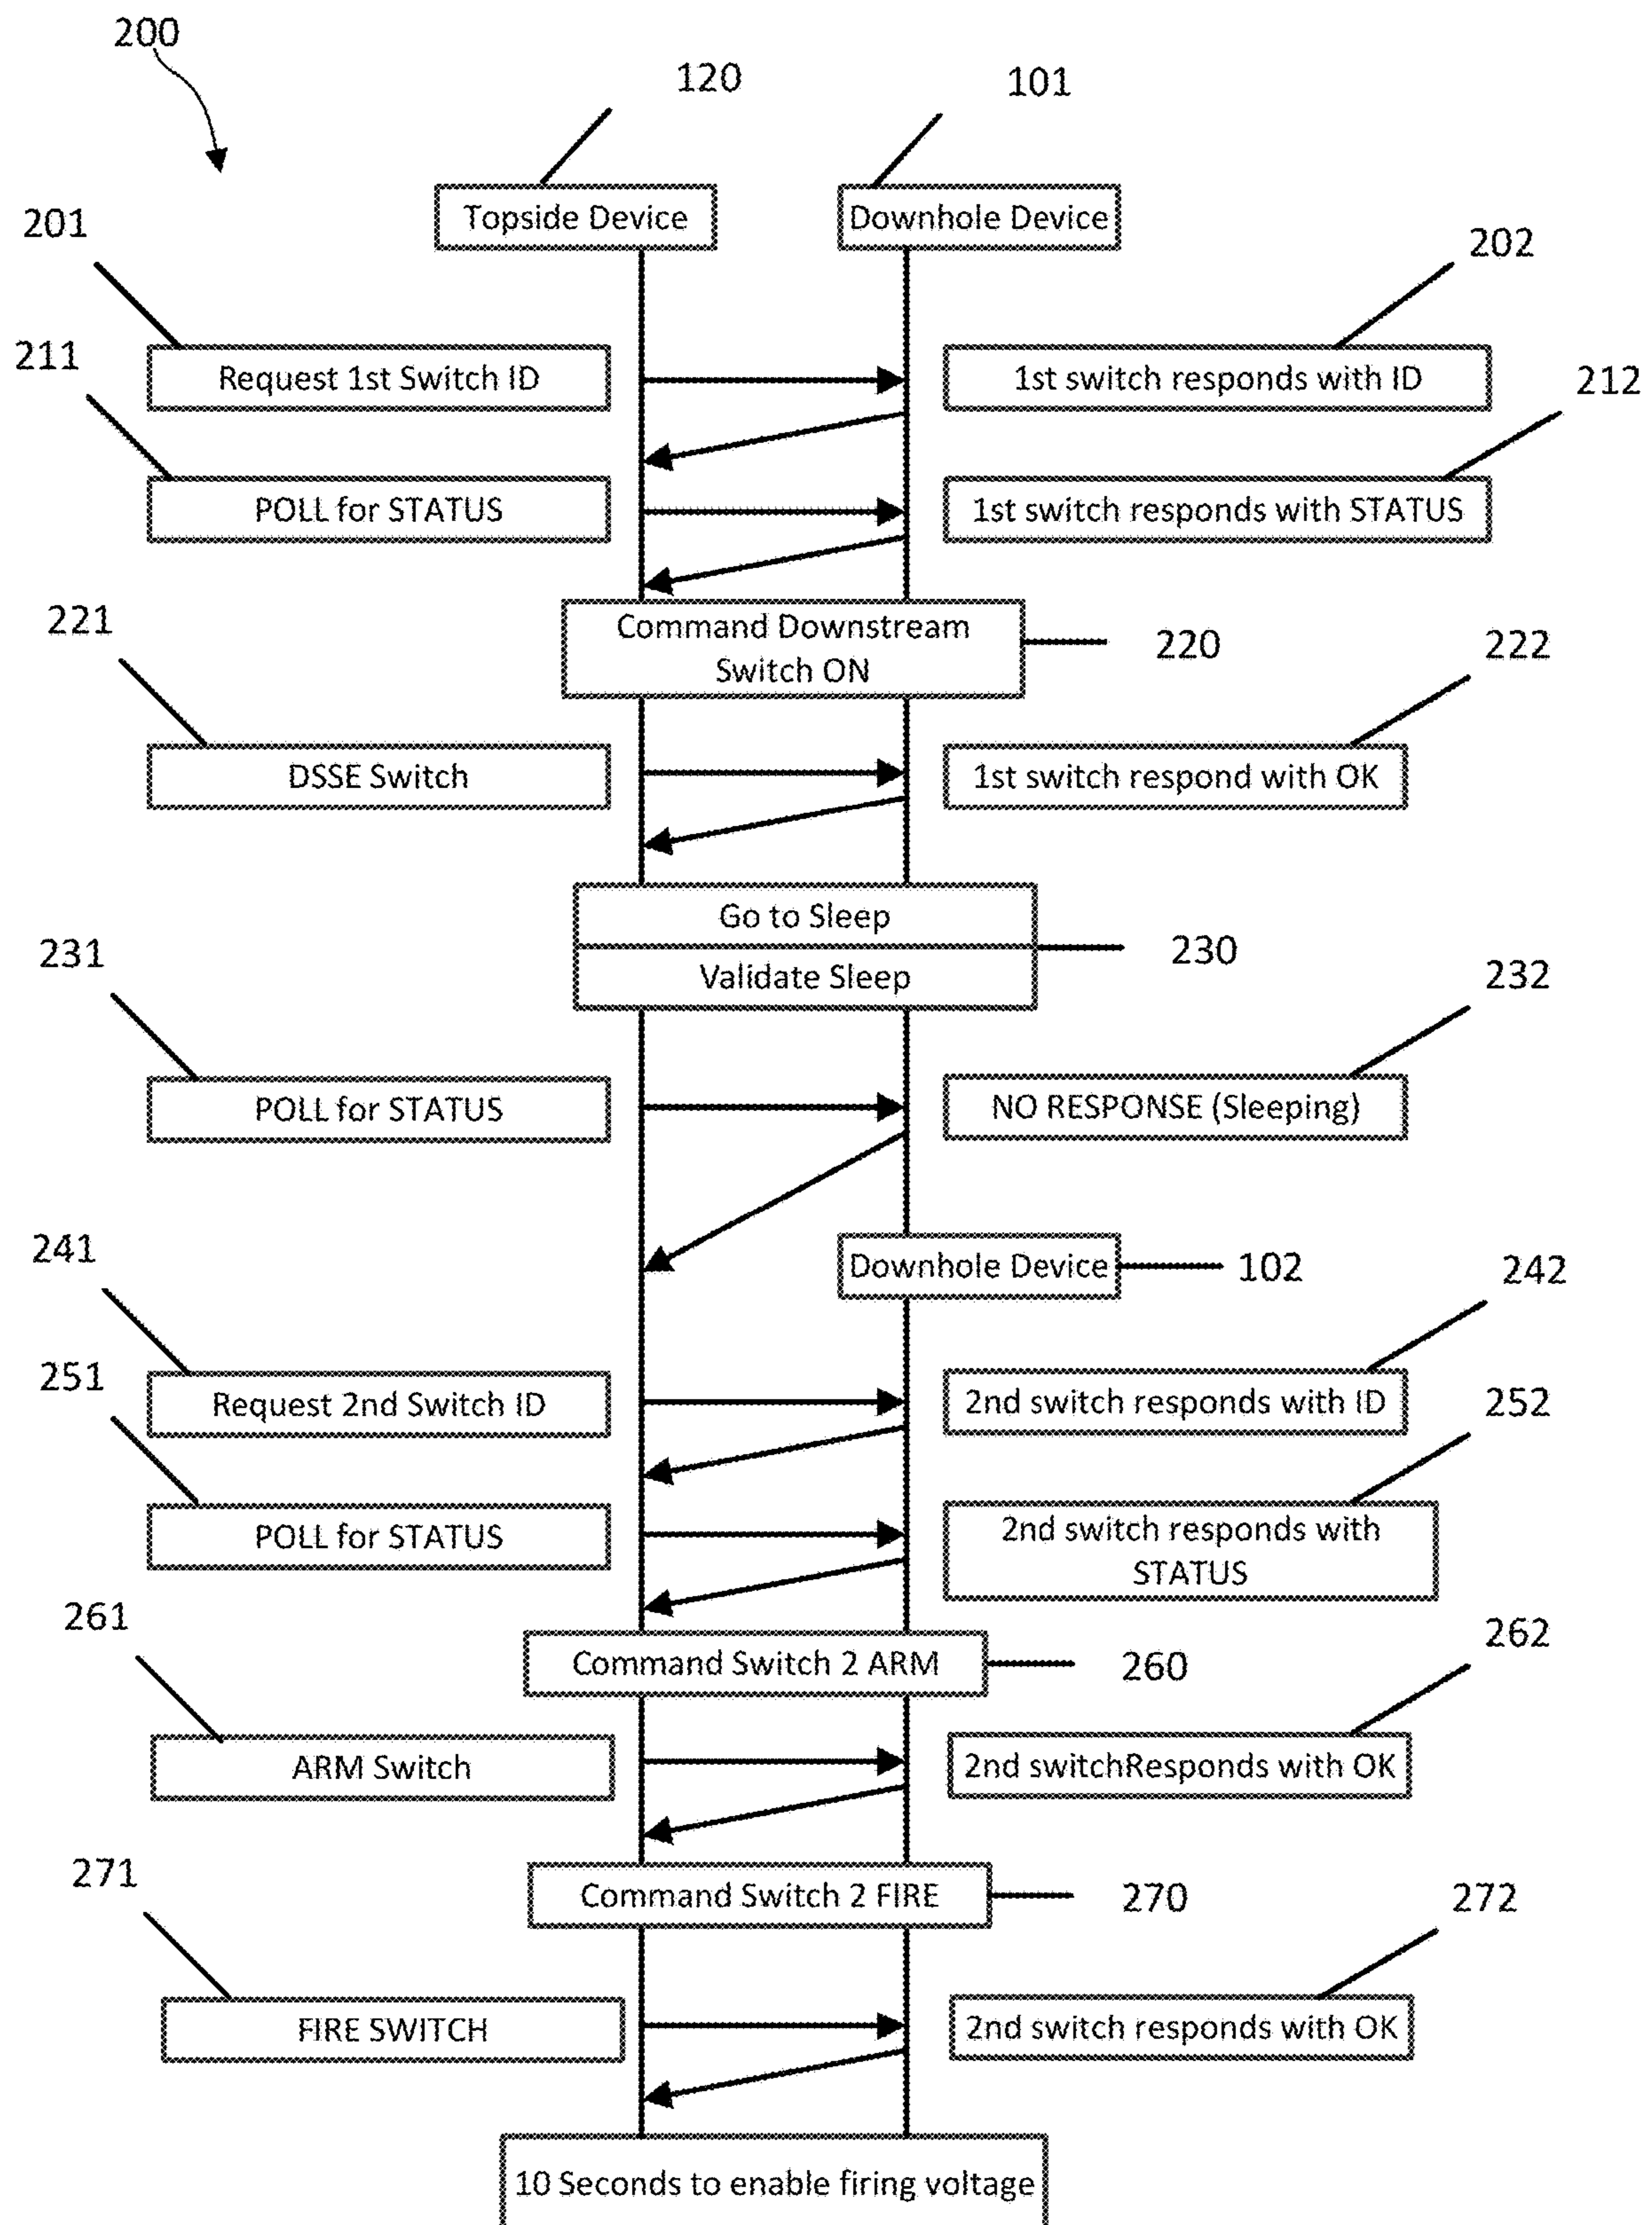 200
120
101
Topside Device
Downhole Device
201
202
Request 1st Switch ID
1st switch responds with ID
211
212
POLL for STATUS
1st switch responds with STATUS
Command Downstream
Switch ON
220
221
222
DSSE Switch
1st switch respond with OK
Go to Sleep
Validate Sleep
230
231
232
POLL for STATUS
NO RESPONSE (Sleeping)
Downhole Device
102
241
242
Request 2nd Switch ID
2nd switch responds with ID
251
252
POLL for STATUS
2nd switch responds with
STATUS
Command Switch 2 ARM
260
261
262
ARM Switch
2nd switchResponds with OK
Command Switch 2 FIRE
270
271
272
FIRE SWITCH
2nd switch responds with OK
10 Seconds to enable firing voltage